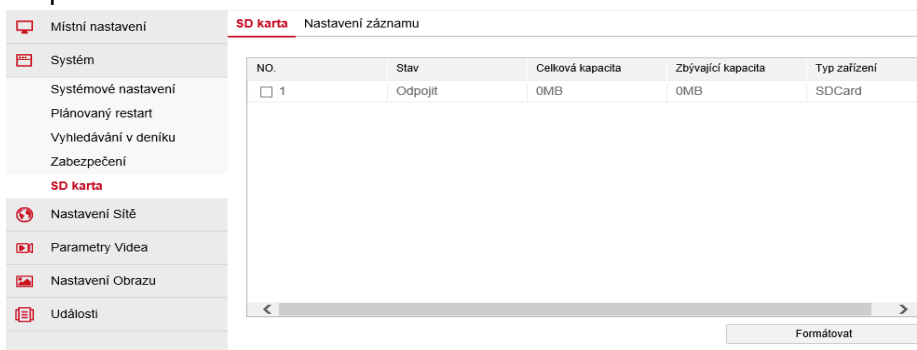 Místní nastavení
Systém
Systémové nastavení
Plánovaný restart
Vyhledávání v deníku
Zabezpečení
SD karta
Nastavení Sítě
Parametry Videa
Nastavení Obrazu
Události
SD karta Nastavení záznamu
NO. Stav Celková kapacita Zbývající kapacita Typ zařízení
1 Odpojit 0MB 0MB SDCard
Formátovat